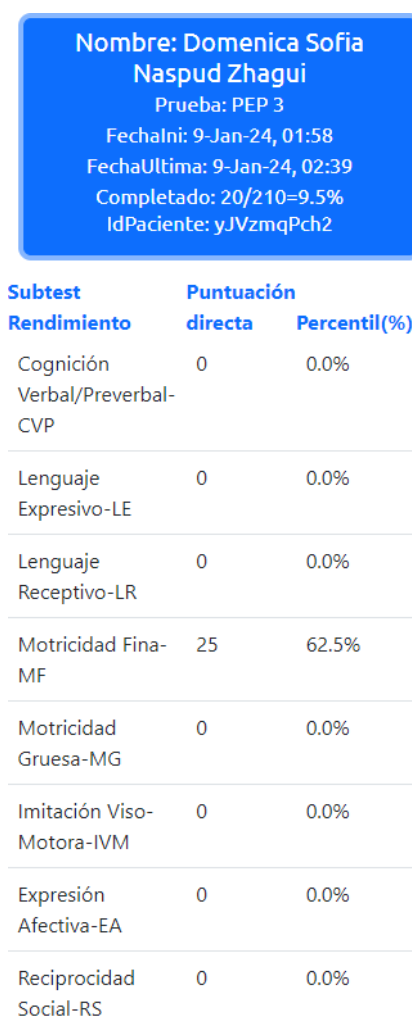 Nombre: Domenica Sofia
Naspud Zhagui
Prueba: PEP 3
FechaIni: 9-Jan-24, 01:58
FechaUltima: 9-Jan-24, 02:39
Completado: 20/210=9.5%
IdPaciente: yJVzmqPch2
Subtest Puntuación
Rendimiento directa Percentil(%)
Cognición 0 0.0%
Verbal/Preverbal-
CVP
Lenguaje 0 0.0%
Expresivo-LE
Lenguaje 0 0.0%
Receptivo-LR
Motricidad Fina- 25 62.5%
MF
Motricidad 0 0.0%
Gruesa-MG
Imitación Viso- 0 0.0%
Motora-IVM
Expresión 0 0.0%
Afectiva-EA
Reciprocidad 0 0.0%
Social-RS